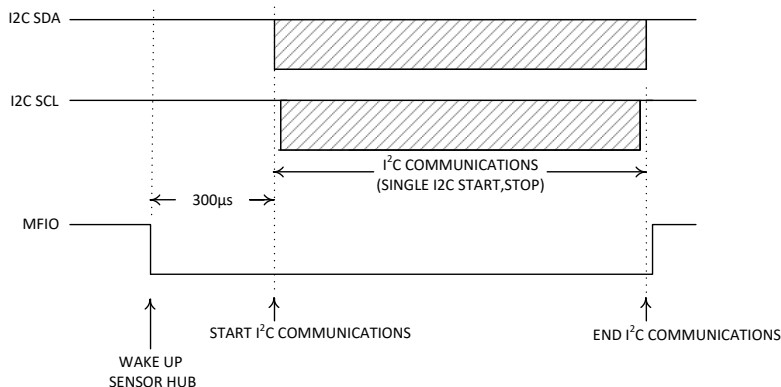 I2C SDA
I2C SCL
I²C COMMUNICATIONS
(SINGLE I2C START,STOP)
300µs
MFIO
START I²C COMMUNICATIONS
END I²C COMMUNICATIONS
WAKE UP
SENSOR HUB